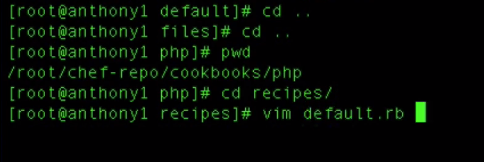 [root@anthony1 default]# cd ..
[root@anthony1 files]# cd ..
[root@anthony1 php]# pwd
/root/chef-repo/cookbooks/php
[root@anthony1 php]# cd recipes/
[root@anthony1 recipes]# vim default.rb